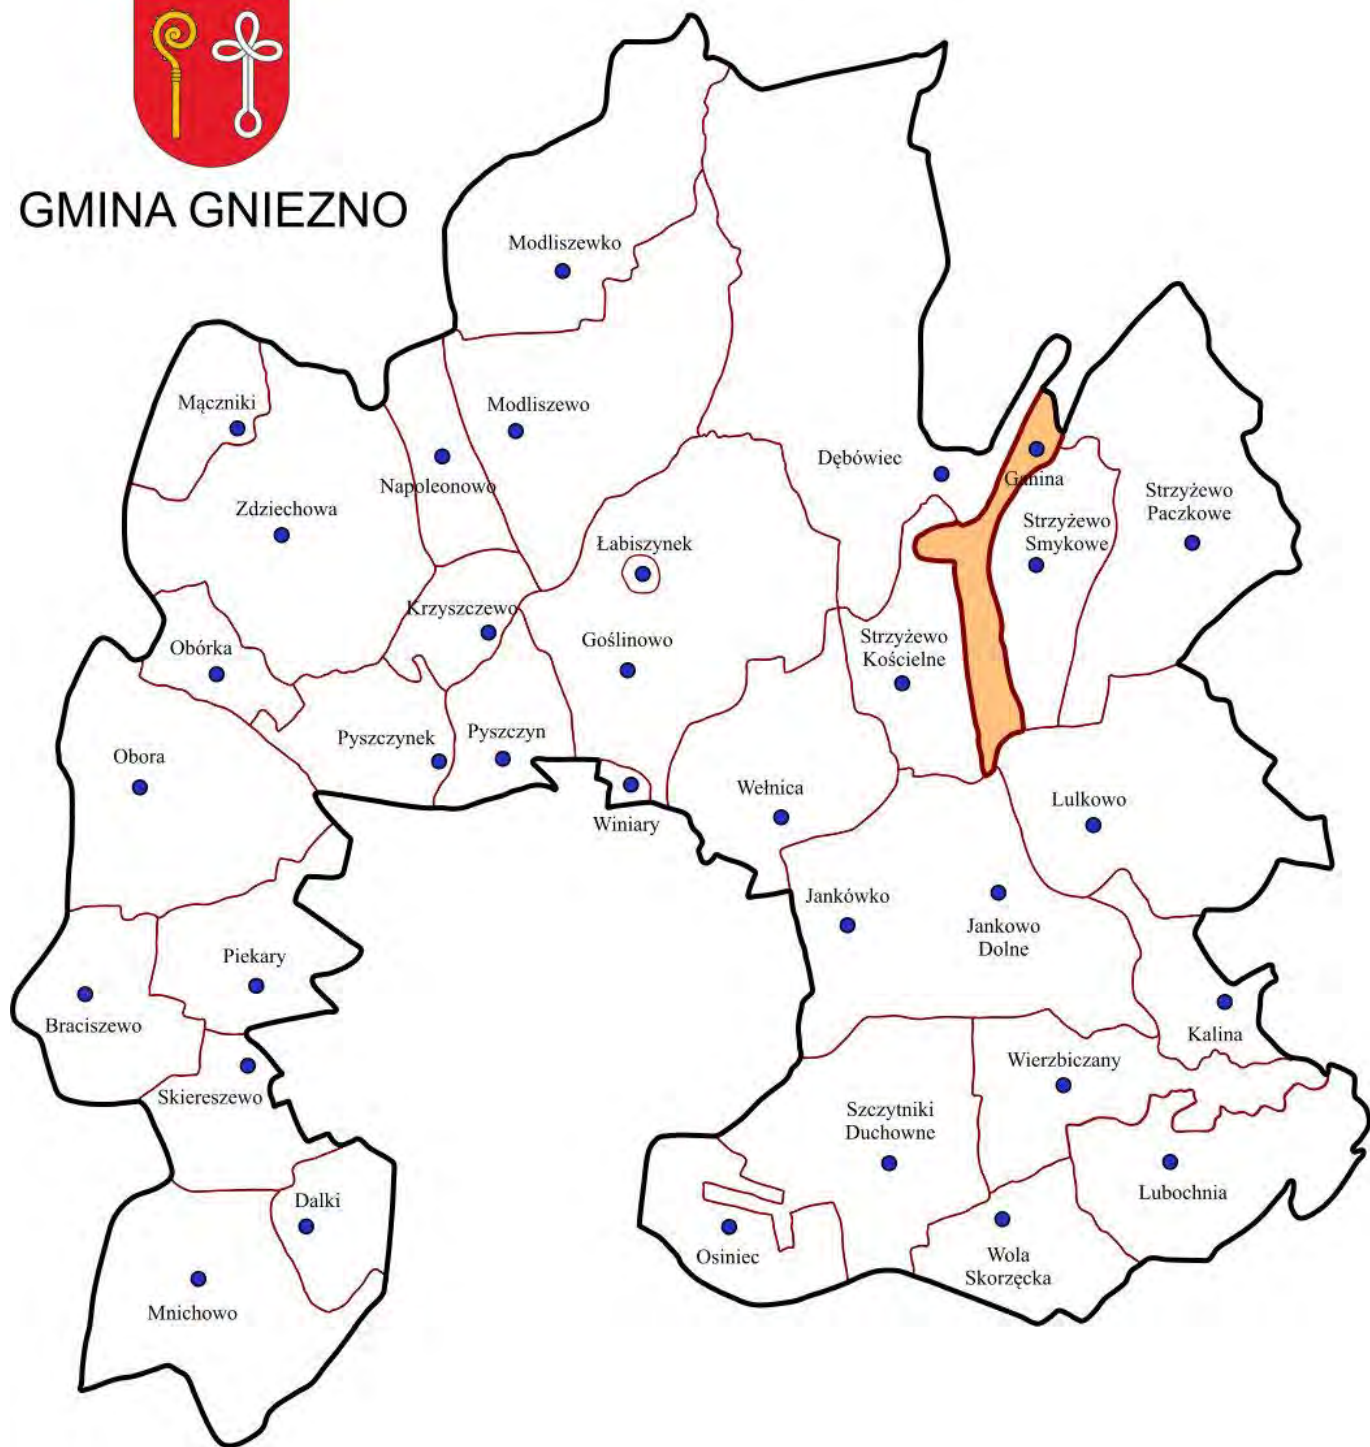 GMINA GNIEZNO
Modliszewko
Mączniki
Modliszewo
Napoleonowo
Dębówiec
Ganina
Strzyżewo
Paczkowe
Zdziechowa
Strzyżewo
Smykowe
Łabiszynek
Krzyszczewo
Goślinowo
Strzyżewo
Kościelne
Obórka
Pyszczynek
Pyszczyn
Obora
Wełnica
Lulkowo
Winiary
Jankówko
Jankowo
Dolne
Piekary
Braciszewo
Kalina
Wierzbiczany
Skiereszewo
Szczytniki
Duchowne
Dalki
Lubochnia
Osiniec
Wola
Skorzęcka
Mnichowo